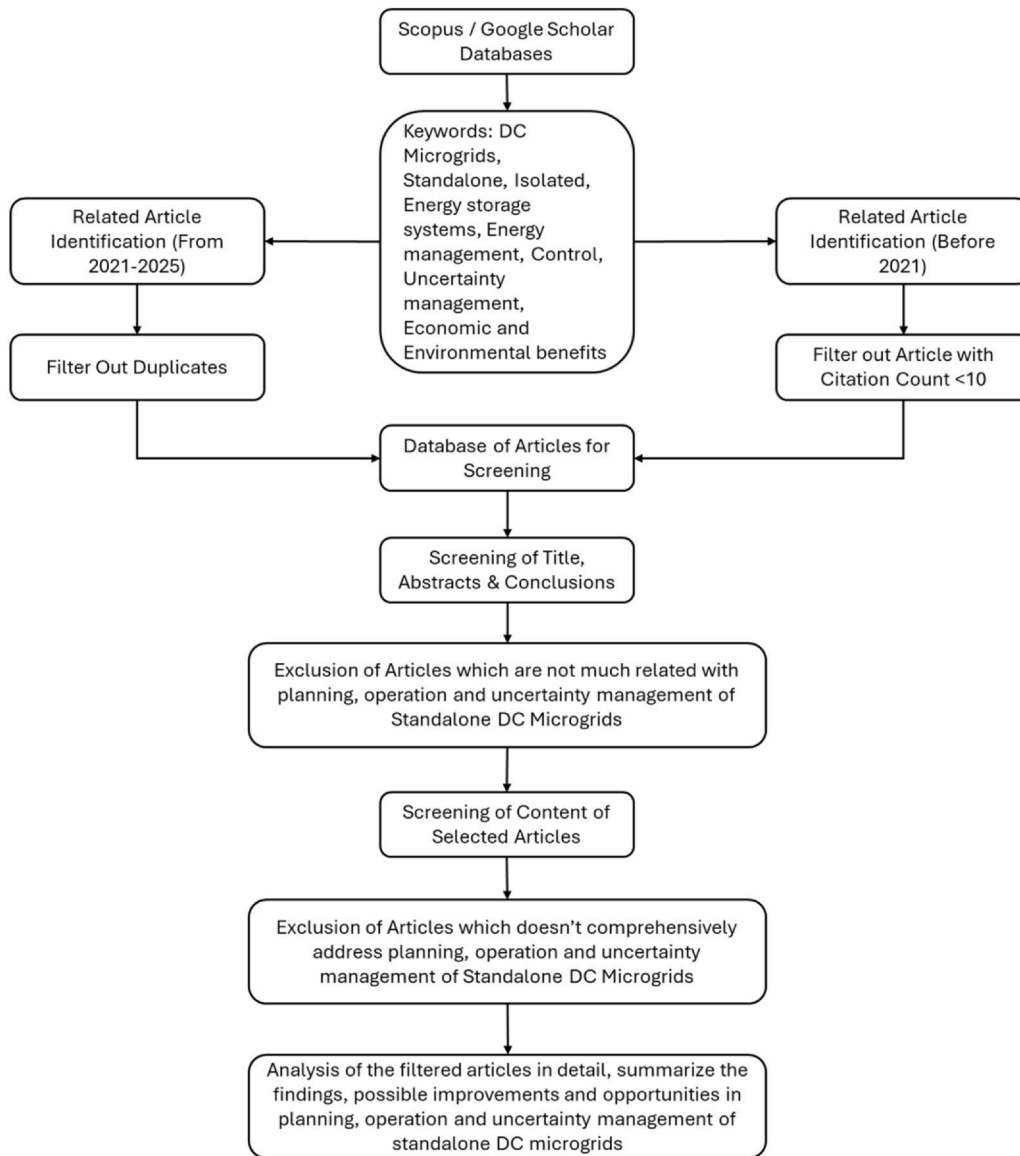 Scopus / Google Scholar
Databases
Keywords: DC
Microgrids,
Standalone, Isolated,
Energy storage
systems, Energy
management, Control,
Uncertainty
management,
Economic and
Environmental benefits
Related Article
Identification (From
2021-2025)
Related Article
Identification (Before
2021)
Filter Out Duplicates
Filter out Article with
Citation Count <10
Database of Articles for
Screening
Screening of Title,
Abstracts & Conclusions
Exclusion of Articles which are not much related with
planning, operation and uncertainty management of
Standalone DC Microgrids
Screening of Content of
Selected Articles
Exclusion of Articles which doesn’t comprehensively
address planning, operation and uncertainty
management of Standalone DC Microgrids
Analysis of the filtered articles in detail, summarize the
findings, possible improvements and opportunities in
planning, operation and uncertainty management of
standalone DC microgrids